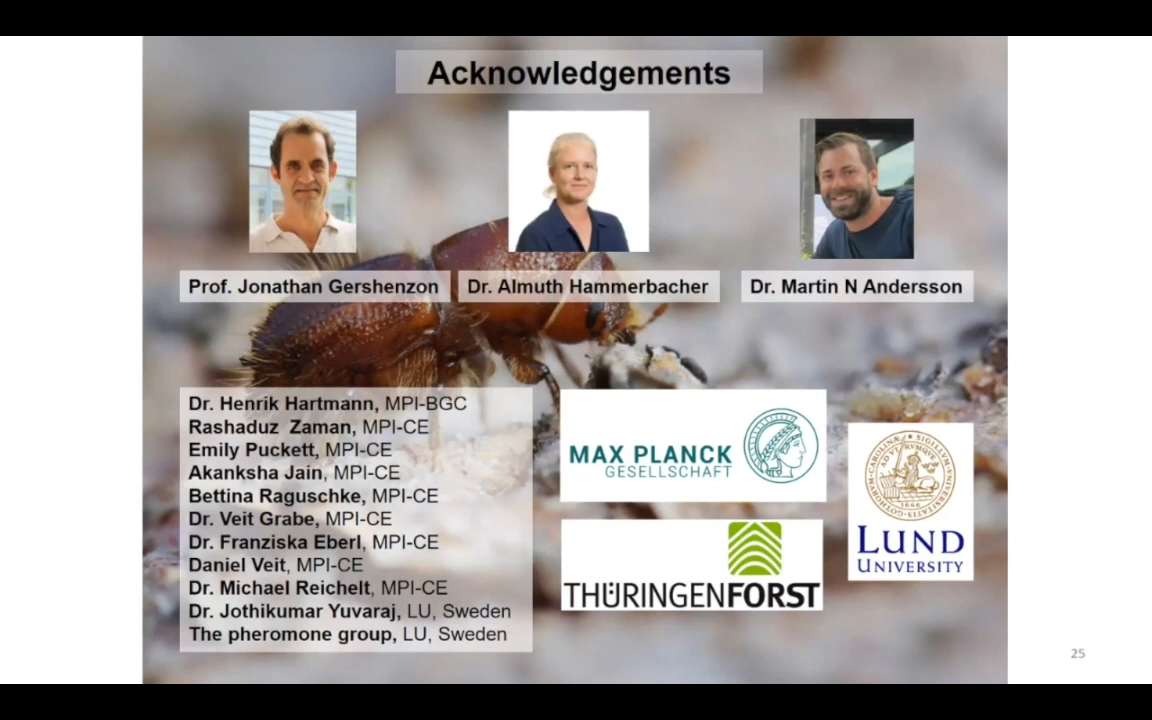 Acknowledgements
Prof. Jonathan Gershenzon
Dr. Almuth Hammerbacher
Dr. Martin N Andersson
Dr. Henrik Hartmann, MPI-BGC
Rashaduz Zaman, MPI-CE
Emily Puckett, MPI-CE
Akanksha Jain, MPI-CE
Bettina Raguschke, MPI-CE
Dr. Veit Grabe, MPI-CE
Dr. Franziska Eberl, MPI-CE
Daniel Veit, MPI-CE
Dr. Michael Reichelt, MPI-CE
Dr. Jothikumar Yuvaraj, LU, Sweden
The pheromone group, LU, Sweden
MAX PLANCK
GESELLSCHAFT
THÜRINGENFORST
LUND
UNIVERSITY
25